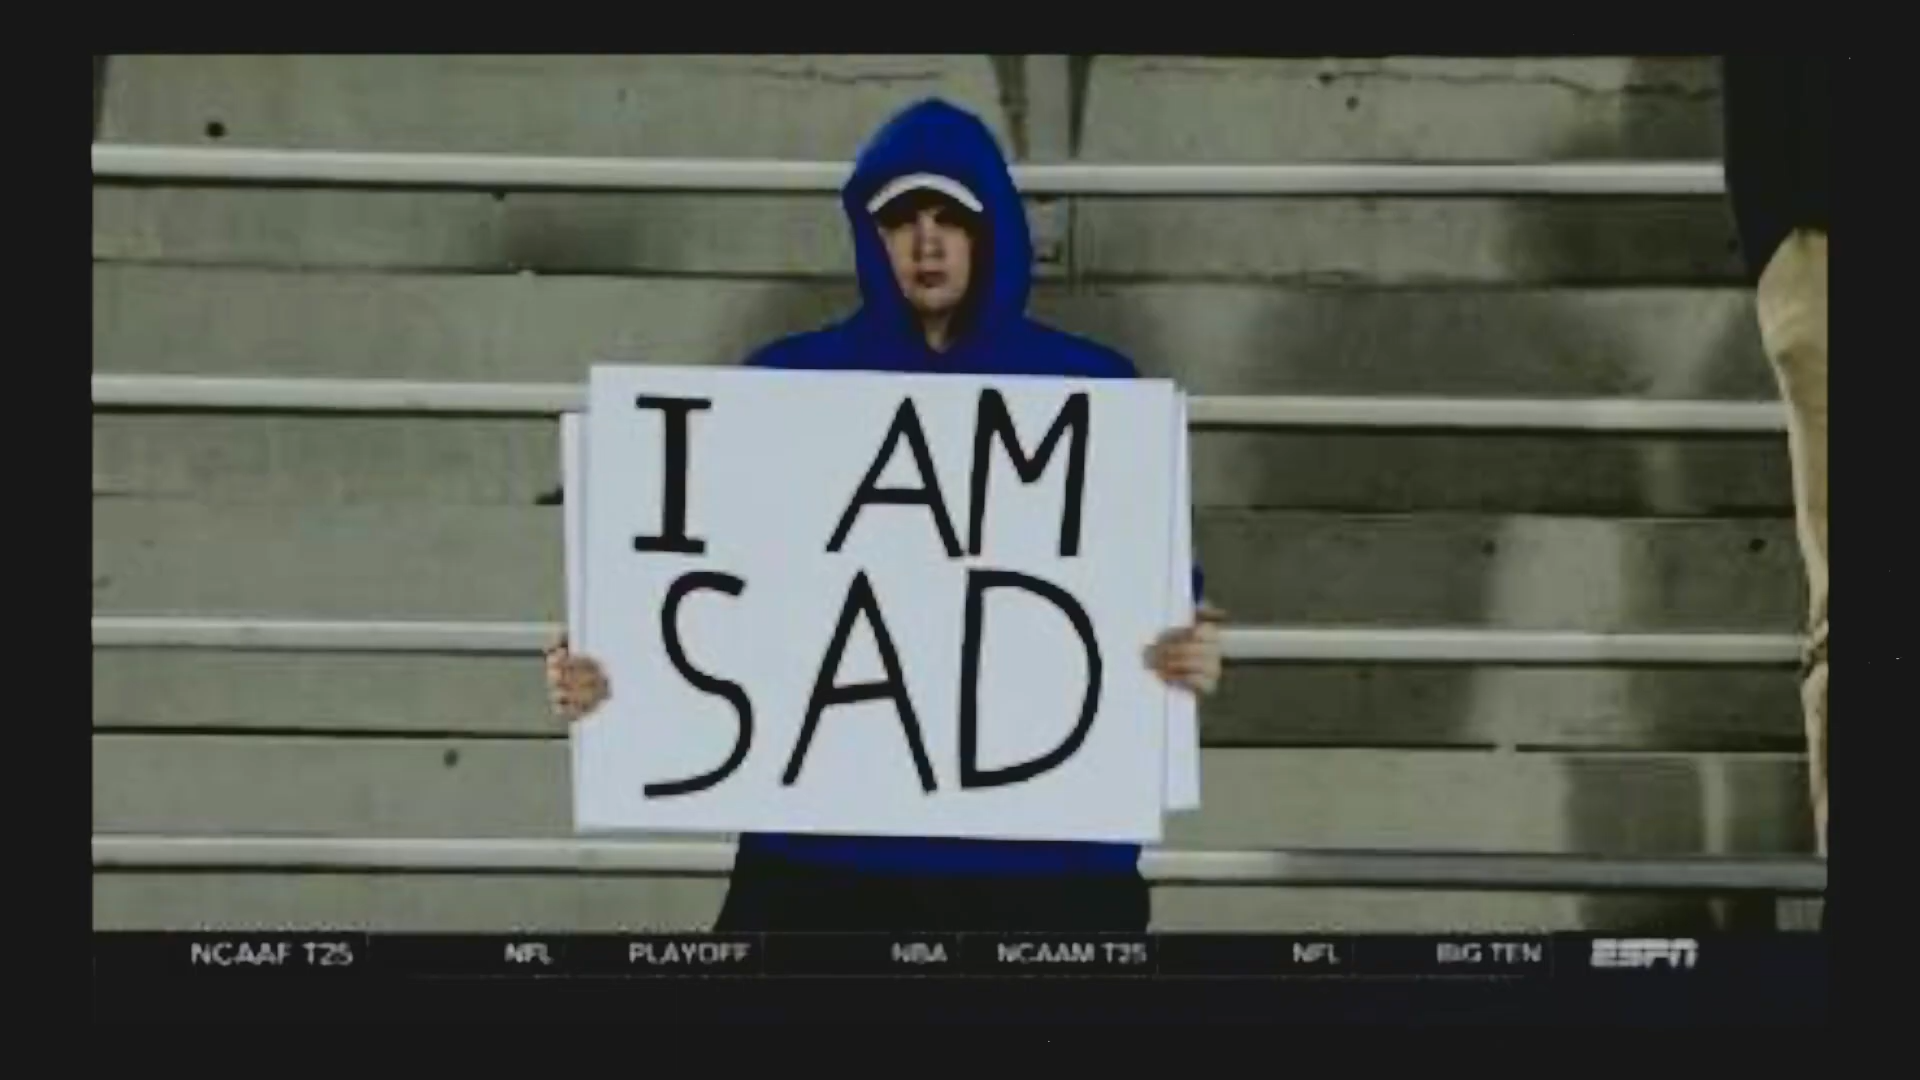 I AM
SAD
NCAAF T25 NFL PLAYOFF NBA NCAAM T25 NFL BIG TEN ESPN